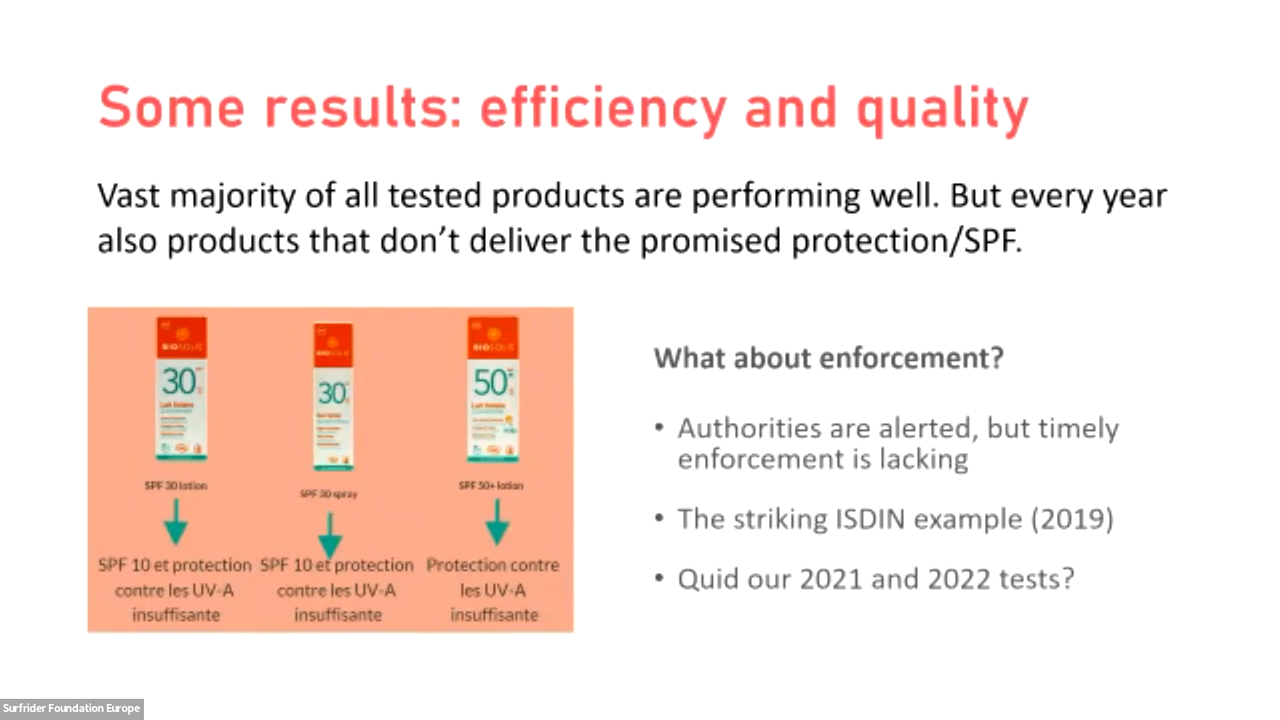 Some results: efficiency and quality
Vast majority of all tested products are performing well. But every year
also products that don’t deliver the promised protection/SPF.
BIOSOLIS
30
BIOSOLIS
30
BIOSOLIS
50+
SPF 30 lotion
SPF 30 spray
SPF 50+ lotion
SPF 10 et protection
contre les UV-A
insuffisante
SPF 10 et protection
contre les UV-A
insuffisante
Protection contre
les UV-A
insuffisante
What about enforcement?
• Authorities are alerted, but timely
enforcement is lacking
• The striking ISDIN example (2019)
• Quid our 2021 and 2022 tests?
Surfrider Foundation Europe